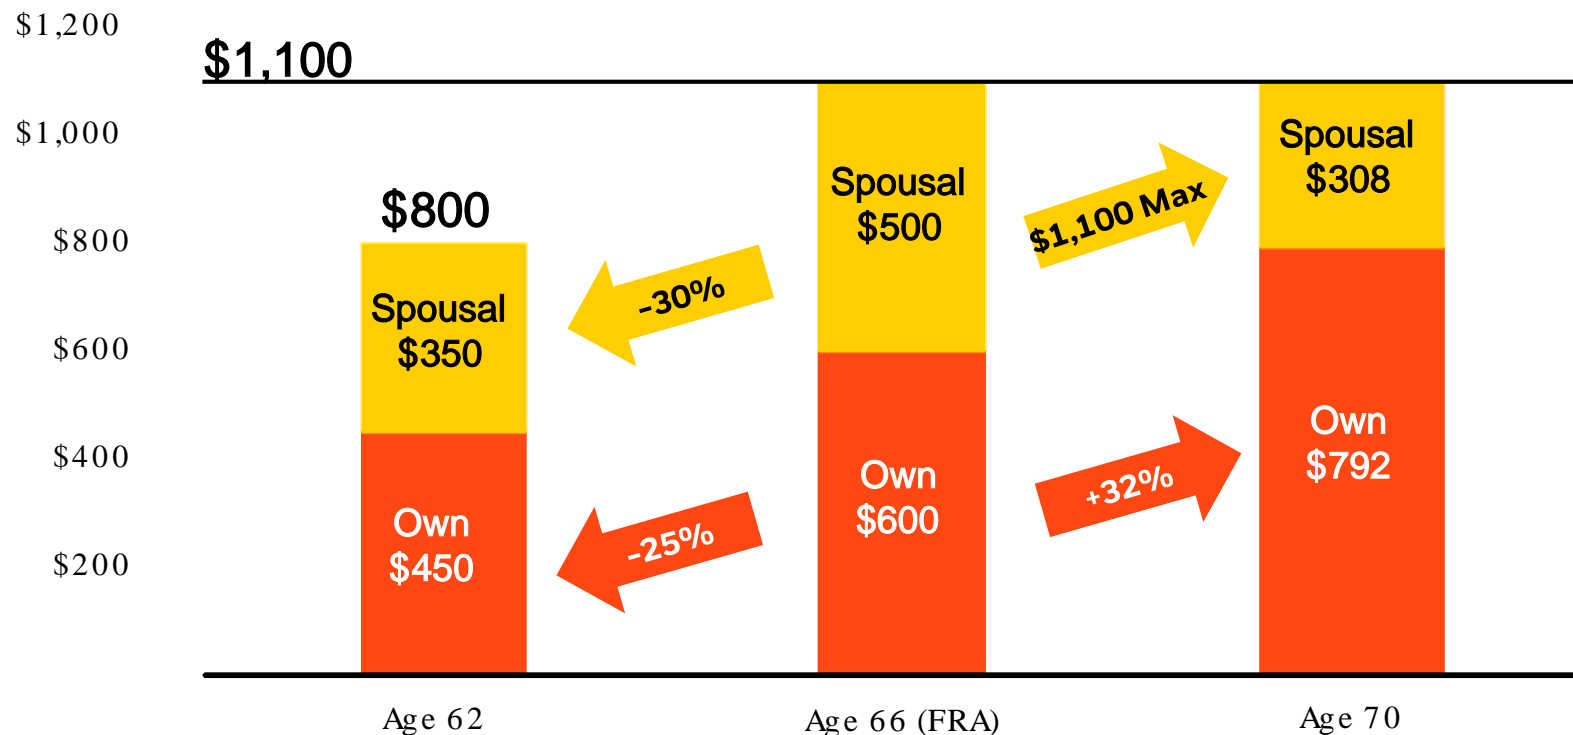 $1,200
$1,100
$1,000
$800
$600
$400
$200
$800
Spousal
$350
Own
$450
-30%
-25%
Spousal
$500
Own
$600
$1,100 Max
+32%
Spousal
$308
Own
$792
Age 62
Age 66 (FRA)
Age 70